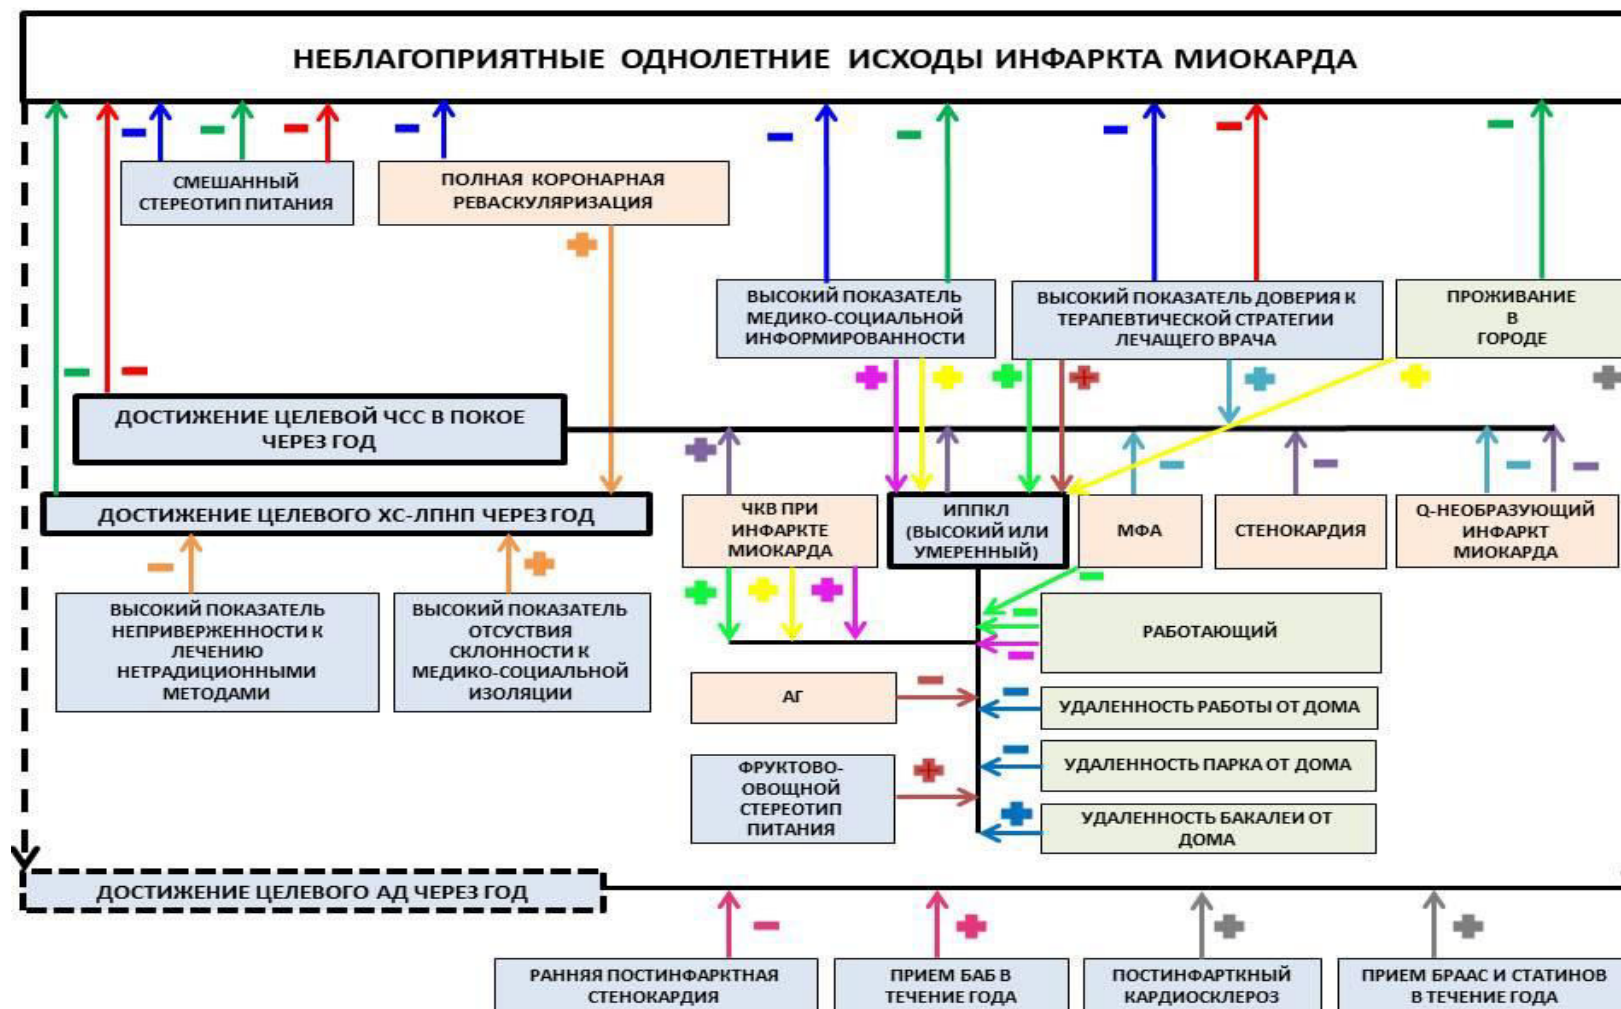 НЕБЛАГОПРИЯТНЫЕ ОДНОЛЕТНИЕ ИСХОДЫ ИНФАРКТА МИОКАРДА
СМЕШАННЫЙ
СТЕРЕОТИП ПИТАНИЯ
ПОЛНАЯ КОРОНАРНАЯ
РЕВАСКУЛЯРИЗАЦИЯ
ВЫСОКИЙ ПОКАЗАТЕЛЬ
МЕДИКО-СОЦИАЛЬНОЙ
ИНФОРМИРОВАННОСТИ
ВЫСОКИЙ ПОКАЗАТЕЛЬ ДОВЕРИЯ К
ТЕРАПЕВТИЧЕСКОЙ СТРАТЕГИИ
ЛЕЧАЩЕГО ВРАЧА
ПРОЖИВАНИЕ
В
ГОРОДЕ
ДОСТИЖЕНИЕ ЦЕЛЕВОЙ ЧСС В ПОКОЕ
ЧЕРЕЗ ГОД
ДОСТИЖЕНИЕ ЦЕЛЕВОГО ХС-ЛПНП ЧЕРЕЗ ГОД
ЧКВ ПРИ
ИНФАРКТЕ
МИОКАРДА
ИППКЛ
(ВЫСОКИЙ ИЛИ
УМЕРЕННЫЙ)
МФА
СТЕНОКАРДИЯ
Q-НЕОБРАЗУЮЩИЙ
ИНФАРКТ
МИОКАРДА
ВЫСОКИЙ ПОКАЗАТЕЛЬ
НЕПРИВЕРЖЕННОСТИ К
ЛЕЧЕНИЮ
НЕТРАДИЦИОННЫМИ
МЕТОДАМИ
ВЫСОКИЙ ПОКАЗАТЕЛЬ
ОТСУСТВИЯ
СКЛОННОСТИ К
МЕДИКО-СОЦИАЛЬНОЙ
ИЗОЛЯЦИИ
РАБОТАЮЩИЙ
АГ
УДАЛЕННОСТЬ РАБОТЫ ОТ ДОМА
ФРУКТОВО-
ОВОЩНОЙ
СТЕРЕОТИП
ПИТАНИЯ
УДАЛЕННОСТЬ ПАРКА ОТ ДОМА
УДАЛЕННОСТЬ БАКАЛЕИ ОТ
ДОМА
ДОСТИЖЕНИЕ ЦЕЛЕВОГО АД ЧЕРЕЗ ГОД
РАННЯЯ ПОСТИНФАРКТНАЯ
СТЕНОКАРДИЯ
ПРИЕМ БАБ В
ТЕЧЕНИЕ ГОДА
ПОСТИНФАРТКНЫЙ
КАРДИОСКЛЕРОЗ
ПРИЕМ БРААС И СТАТИНОВ
В ТЕЧЕНИЕ ГОДА